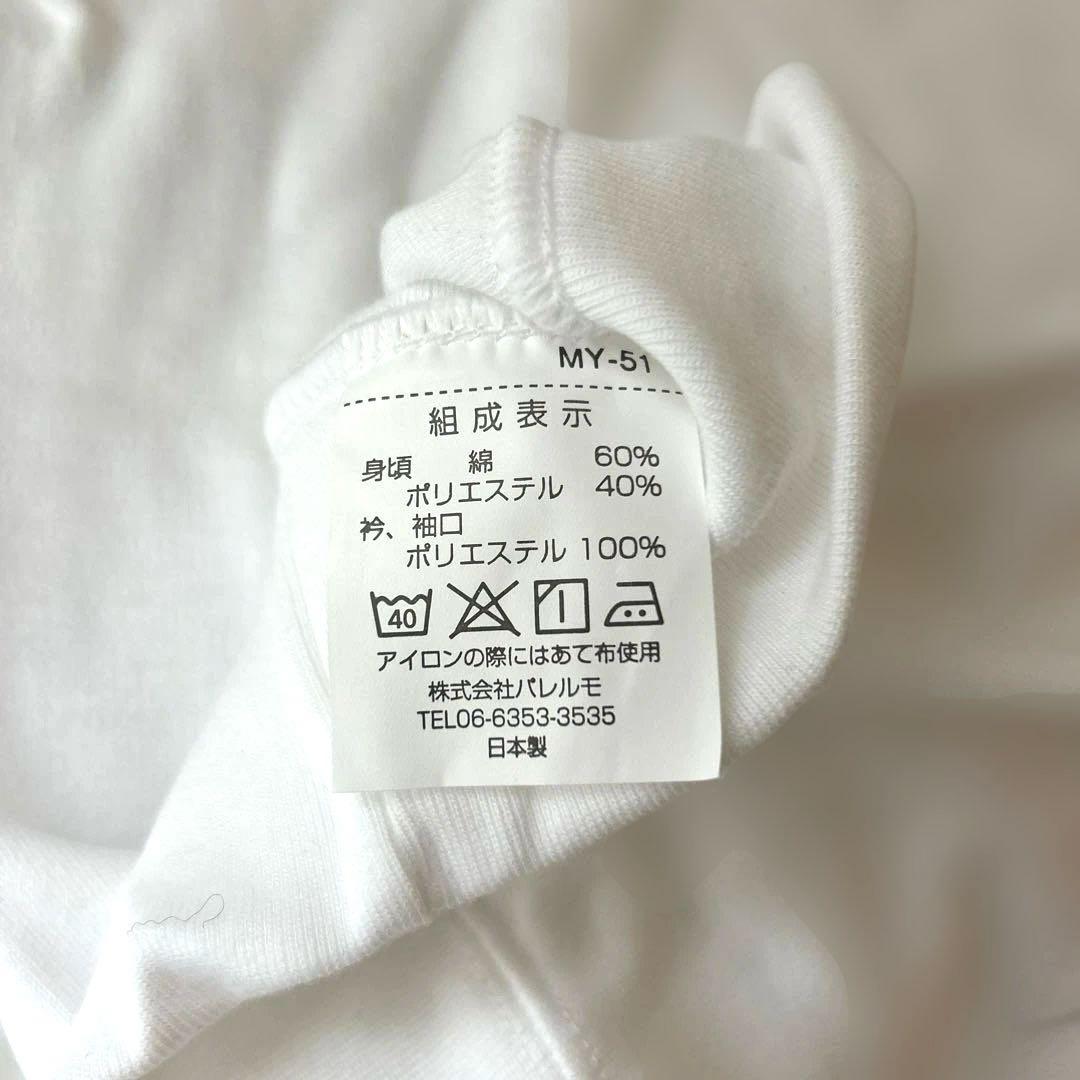 MY-51
組成表示
身頃 綿 60%
ポリエステル 40%
衿、袖口
ポリエステル 100%
40
アイロンの際にはあて布使用
株式会社パレルモ
TEL06-6353-3535
日本製